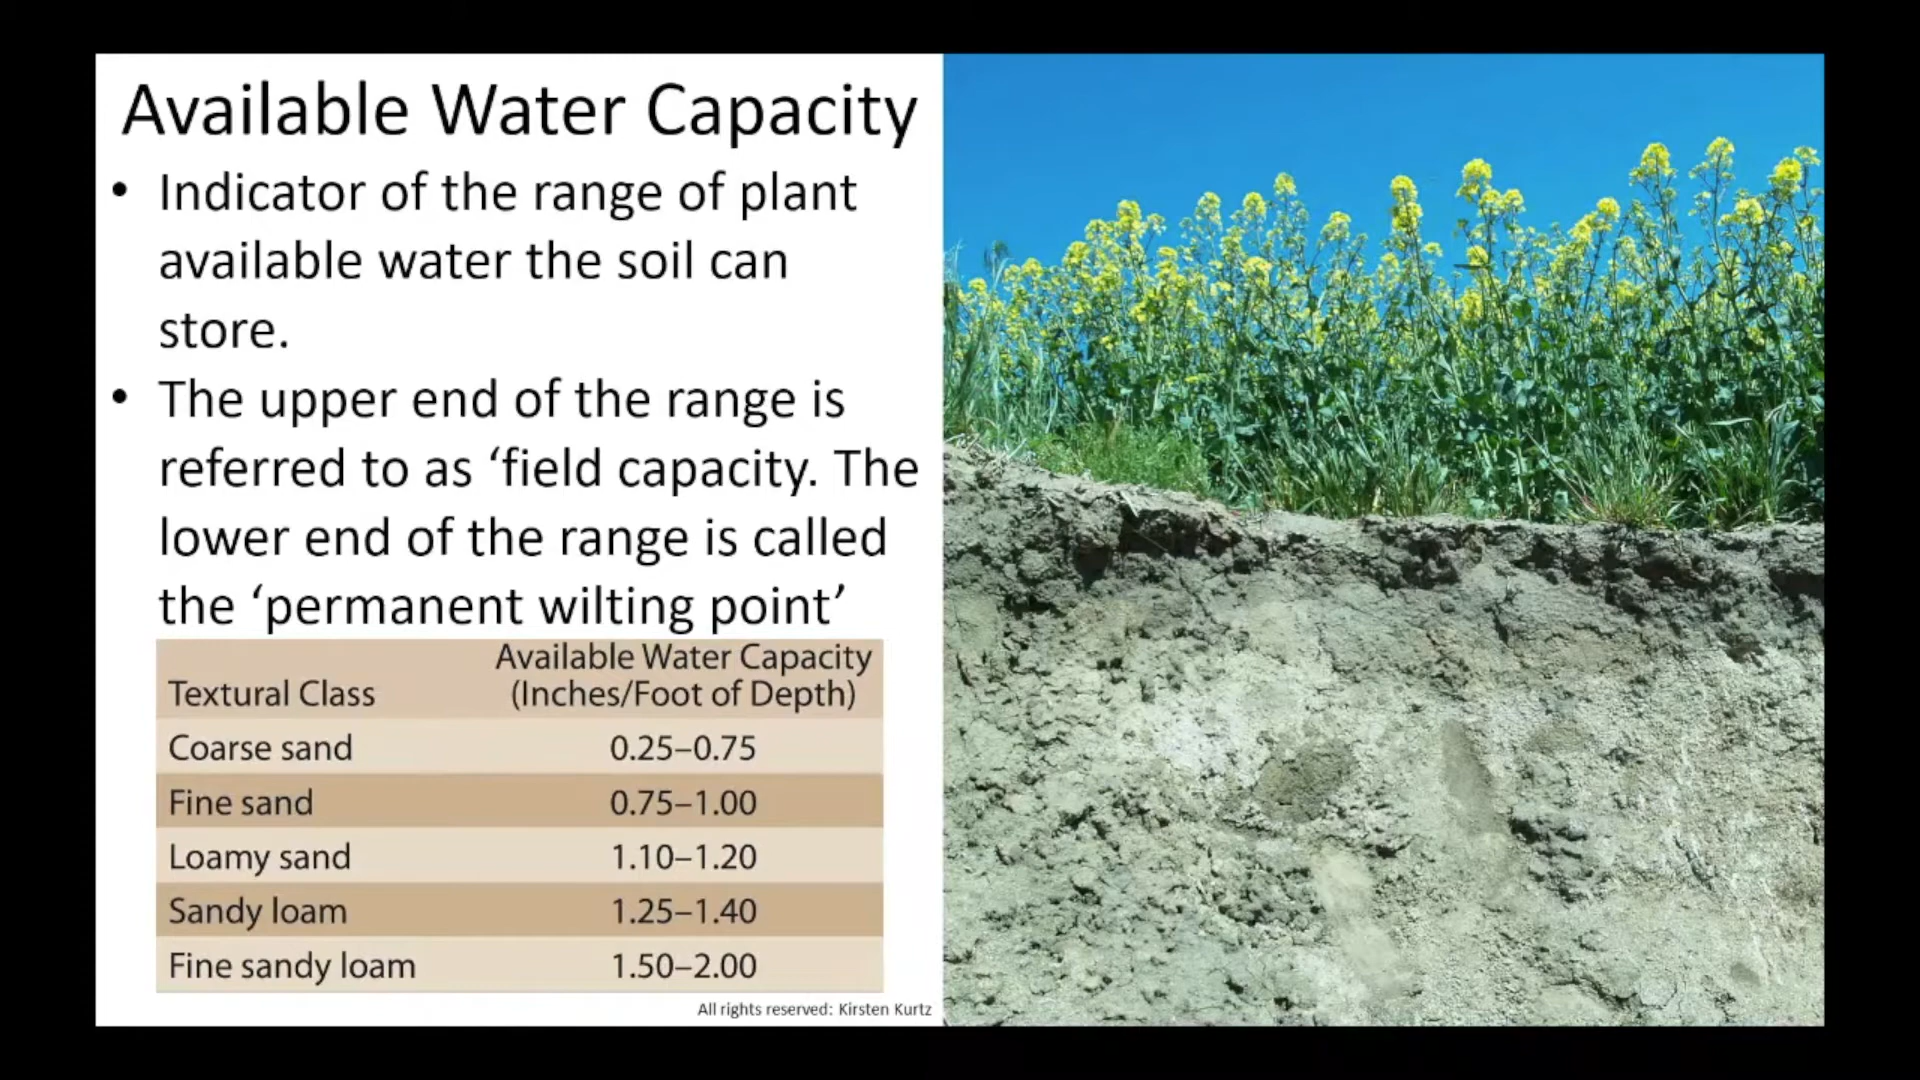 Available Water Capacity
• Indicator of the range of plant
available water the soil can
store.
• The upper end of the range is
referred to as ‘field capacity. The
lower end of the range is called
the ‘permanent wilting point’
Textural Class Available Water Capacity (Inches/Foot of Depth)
Coarse sand 0.25–0.75
Fine sand 0.75–1.00
Loamy sand 1.10–1.20
Sandy loam 1.25–1.40
Fine sandy loam 1.50–2.00
All rights reserved: Kirsten Kurtz